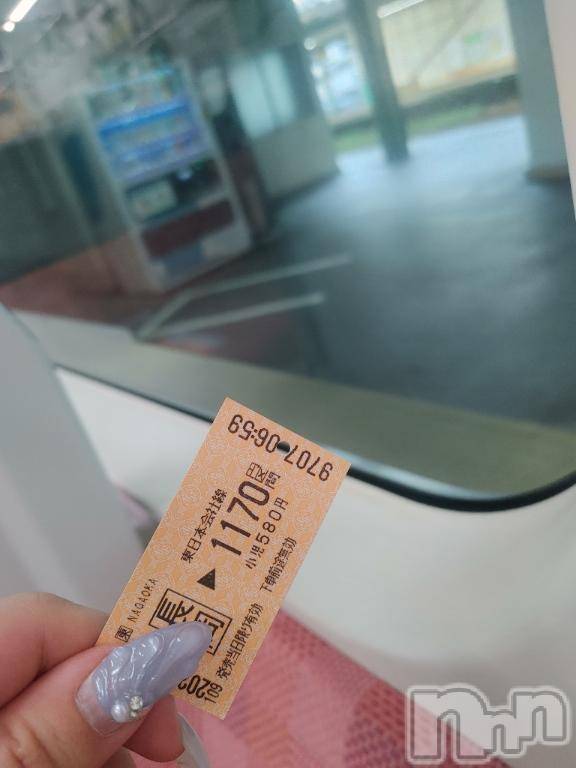 NAGAOKA
長岡 ▶ 1170円区間
東日本会社線
小児580円
発売当日限り有効 下車前途無効
9707 06:59
nnn